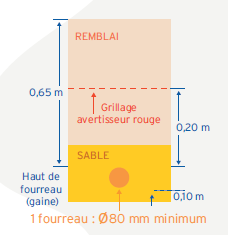 REMBLAI
0,65 m
Grillage
avertisseur rouge
0,20 m
SABLE
Haut de
fourreau
(gaine)
0,10 m
1 fourreau : Ø80 mm minimum